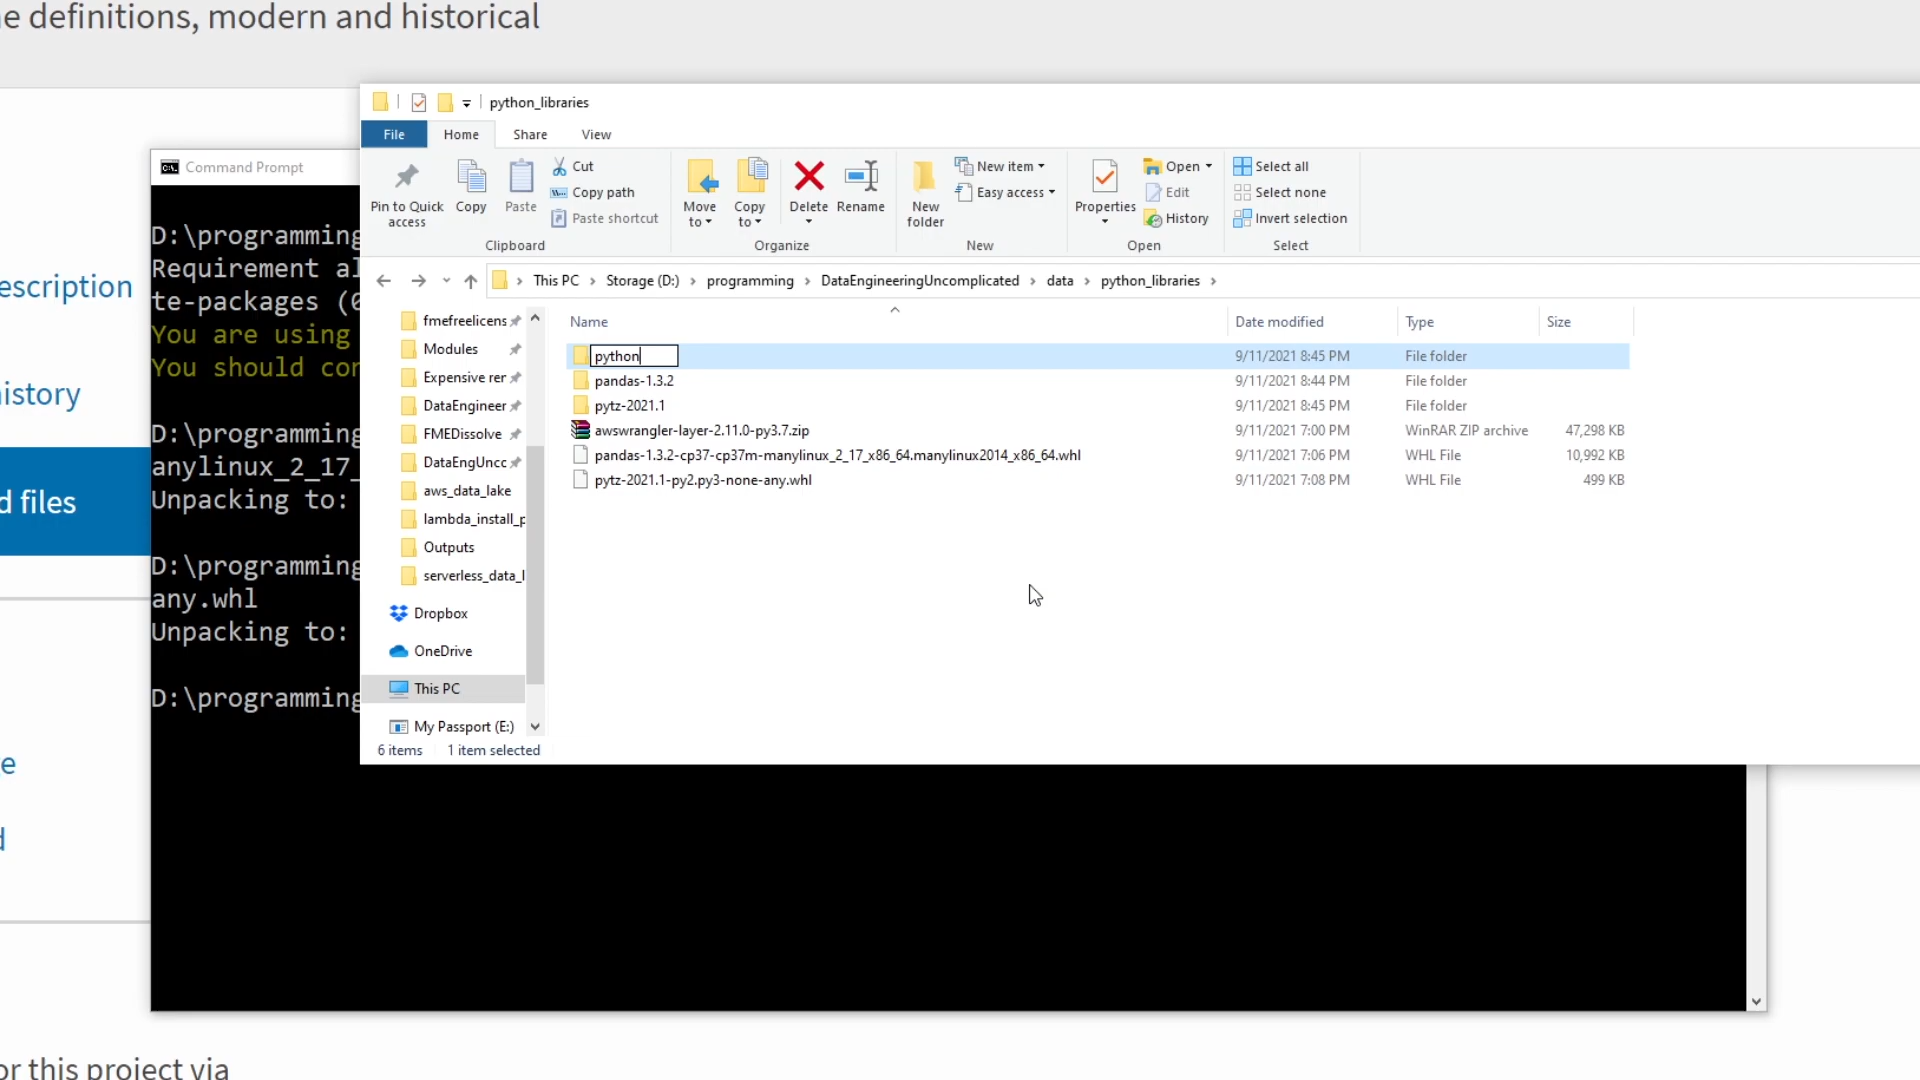 e definitions, modern and historical
python_libraries
File Home Share View
Command Prompt
Pin to Quick access
Copy
Paste
Cut
Copy path
Paste shortcut
Clipboard
Move to
Copy to
Delete
Rename
Organize
New folder
New item
Easy access
New
Properties
Open
Edit
History
Open
Select all
Select none
Invert selection
Select
This PC > Storage (D:) > programming > DataEngineeringUncomplicated > data > python_libraries >
Name Date modified Type Size
python 9/11/2021 8:45 PM File folder
pandas-1.3.2 9/11/2021 8:44 PM File folder
pytz-2021.1 9/11/2021 8:45 PM File folder
awswrangler-layer-2.11.0-py3.7.zip 9/11/2021 7:00 PM WinRAR ZIP archive 47,298 KB
pandas-1.3.2-cp37-cp37m-manylinux_2_17_x86_64.manylinux2014_x86_64.whl 9/11/2021 7:06 PM WHL File 10,992 KB
pytz-2021.1-py2.py3-none-any.whl 9/11/2021 7:08 PM WHL File 499 KB
fmefreelicens
Modules
Expensive rer
DataEngineer
FMEDissolve
DataEngUncc
aws_data_lake
lambda_install_p
Outputs
serverless_data_l
Dropbox
OneDrive
This PC
My Passport (E:)
6 items 1 item selected
D:\programming
Requirement al
te-packages (
You are using
You should con
D:\programming
anylinux_2_17_
Unpacking to:
D:\programming
any.whl
Unpacking to:
D:\programming
escription
istory
d files
e
d
or this project via